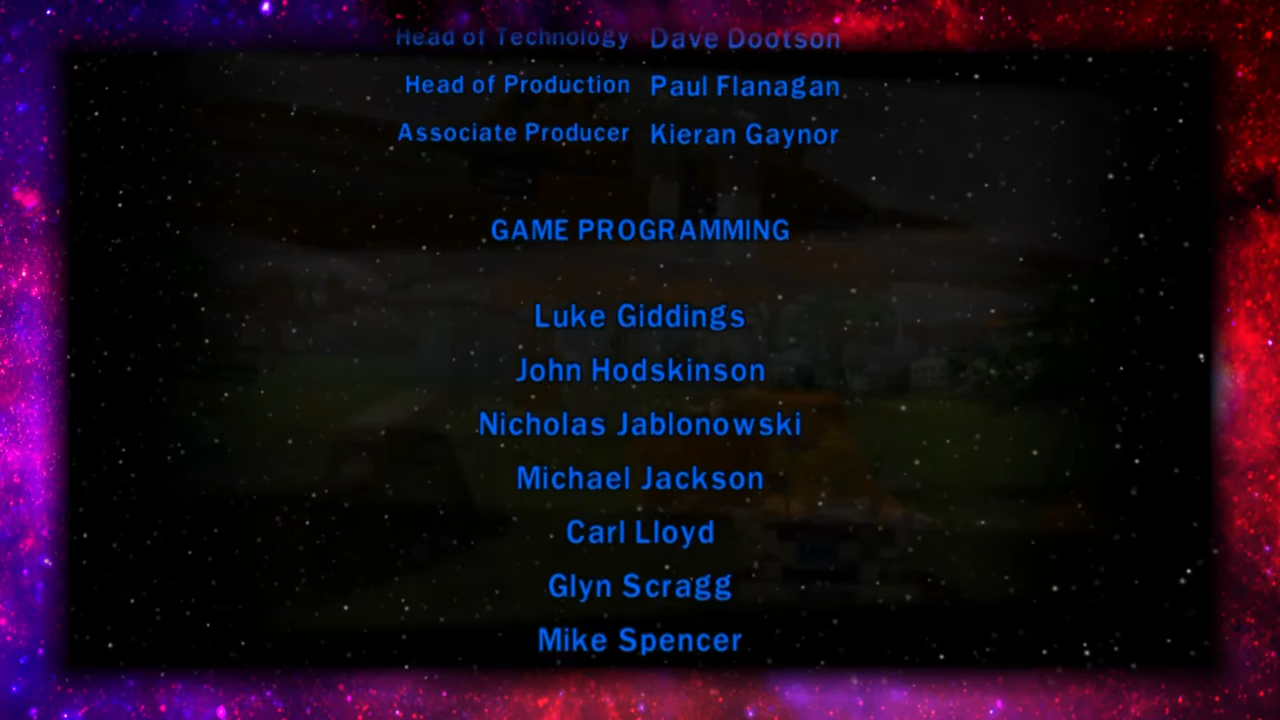 Head of Technology Dave Dootson
Head of Production Paul Flanagan
Associate Producer Kieran Gaynor
GAME PROGRAMMING
Luke Giddings
John Hodskinson
Nicholas Jablonowski
Michael Jackson
Carl Lloyd
Glyn Scragg
Mike Spencer